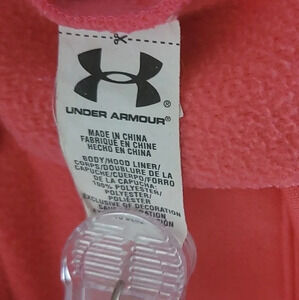 UNDER ARMOUR®
MADE IN CHINA
FABRIQUÉ EN CHINE
HECHO EN CHINA
BODY/HOOD LINER/
CORPS/DOUBLURE DE LA
CAPUCHE/CUERPO/FORRO
DE LA CAPUCHA
100% POLYESTER/
POLYESTER/
POLIÉSTER
EXCLUSIVE OF DECORATION